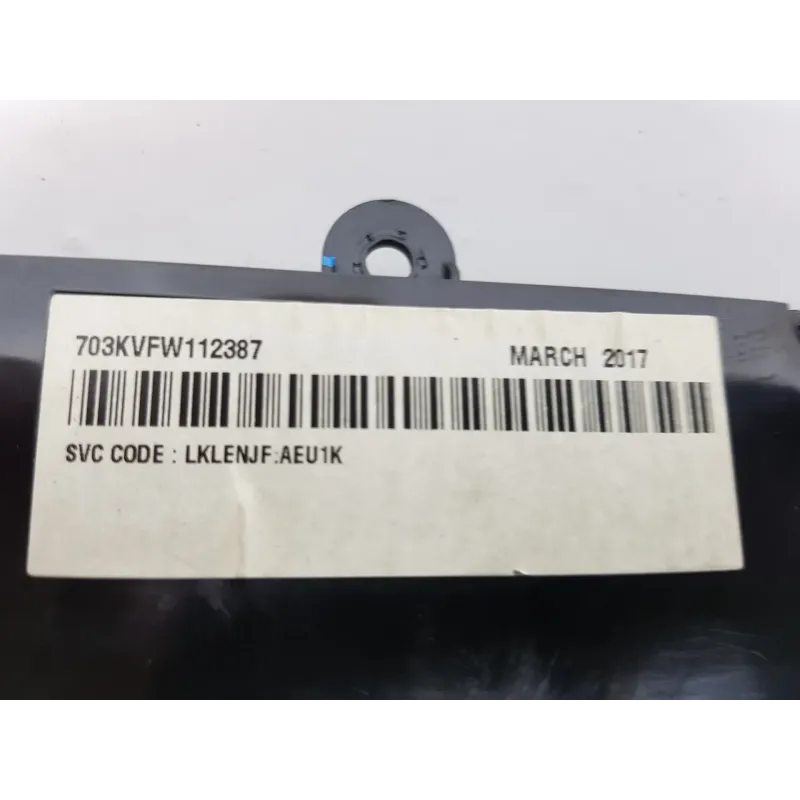 703KVFW112387 MARCH 2017
SVC CODE : LKLENJF:AEU1K